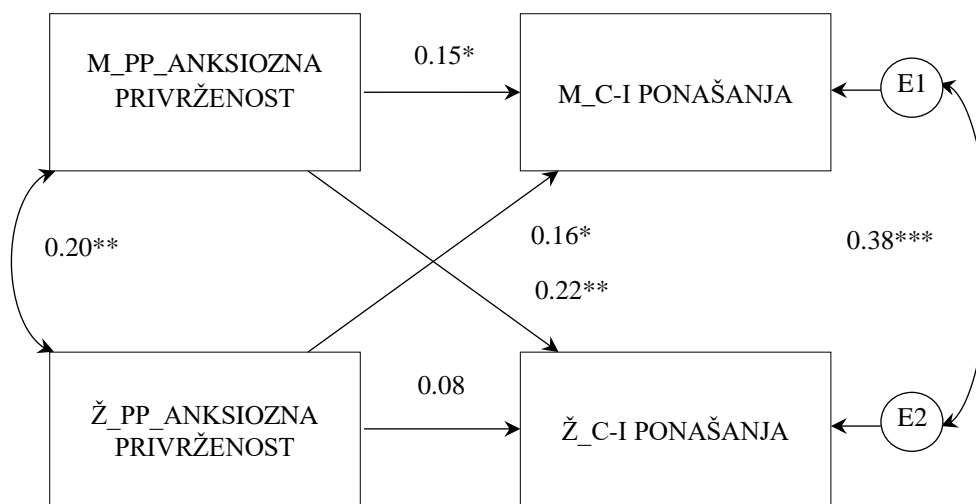 M_PP_ANKSIOZNA
PRIVRŽENOST
0.15*
M_C-I PONAŠANJA
E1
0.20**
0.16*
0.38***
0.22**
Ž_PP_ANKSIOZNA
PRIVRŽENOST
0.08
Ž_C-I PONAŠANJA
E2